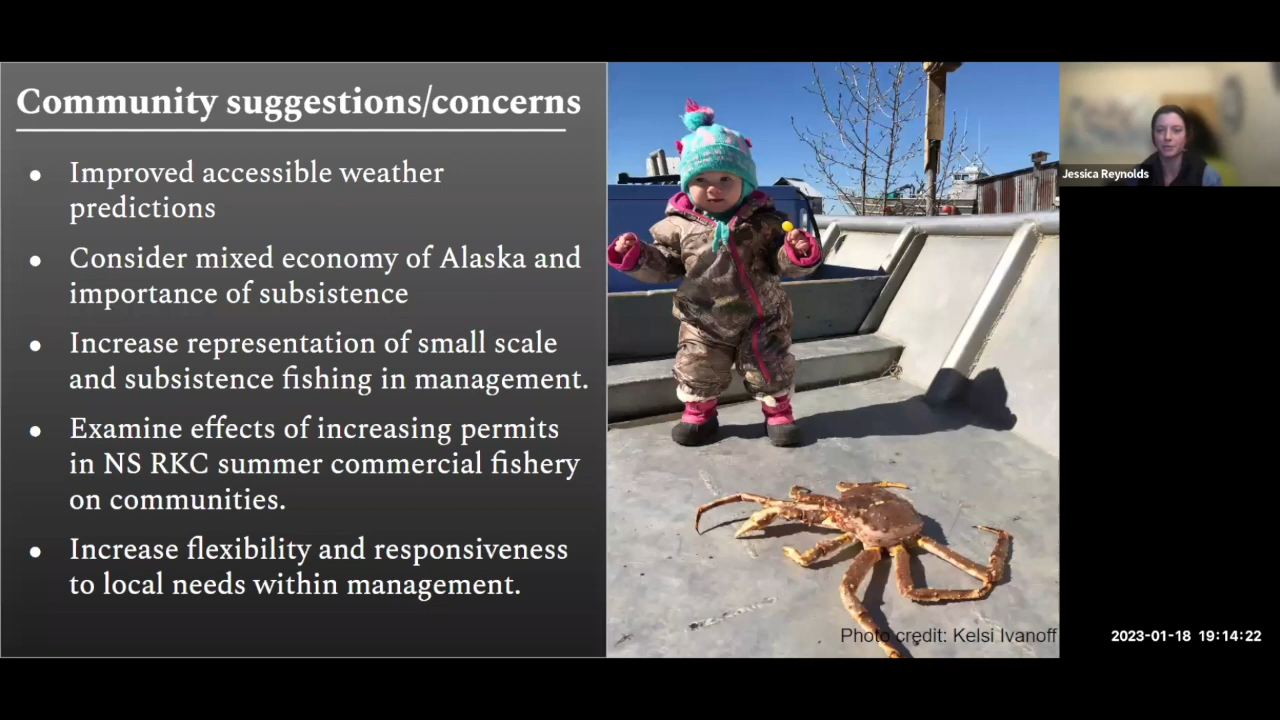 Community suggestions/concerns
● Improved accessible weather
predictions
● Consider mixed economy of Alaska and
importance of subsistence
● Increase representation of small scale
and subsistence fishing in management.
● Examine effects of increasing permits
in NS RKC summer commercial fishery
on communities.
● Increase flexibility and responsiveness
to local needs within management.
Photo credit: Kelsi Ivanoff
Jessica Reynolds
2023-01-18 19:14:22